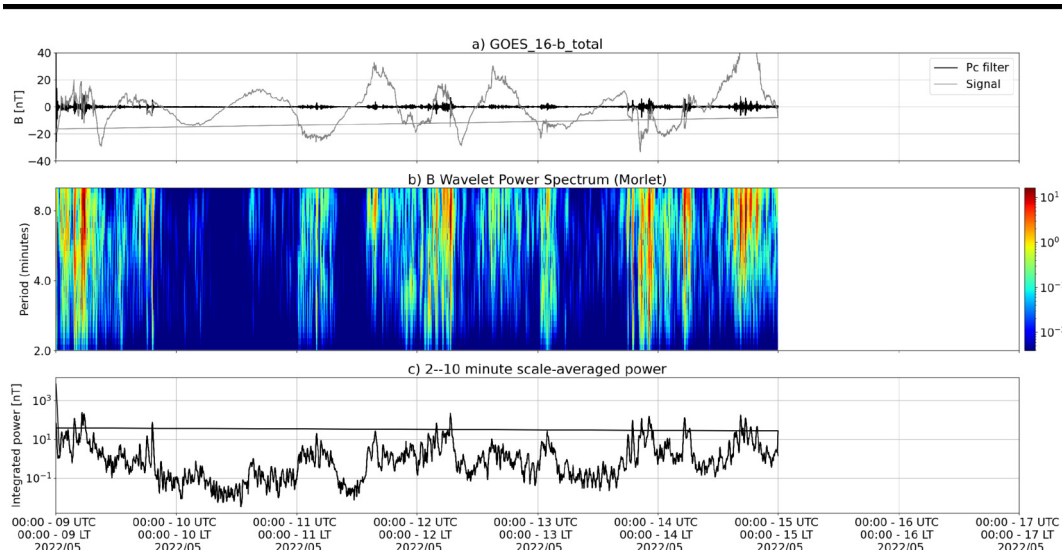 a) GOES_16-b_total
B [nT]
40
20
0
−20
−40
Pc filter
Signal
b) B Wavelet Power Spectrum (Morlet)
Period (minutes)
8.0
4.0
2.0
10¹
10⁰
10⁻
10⁻
c) 2--10 minute scale-averaged power
Integrated power [nT]
10³
10¹
10⁻¹
00:00 - 09 UTC 00:00 - 10 UTC 00:00 - 11 UTC 00:00 - 12 UTC 00:00 - 13 UTC 00:00 - 14 UTC 00:00 - 15 UTC 00:00 - 16 UTC 00:00 - 17 UTC
00:00 - 09 LT 00:00 - 10 LT 00:00 - 11 LT 00:00 - 12 LT 00:00 - 13 LT 00:00 - 14 LT 00:00 - 15 LT 00:00 - 16 LT 00:00 - 17 LT
2022/05 2022/05 2022/05 2022/05 2022/05 2022/05 2022/05 2022/05 2022/05